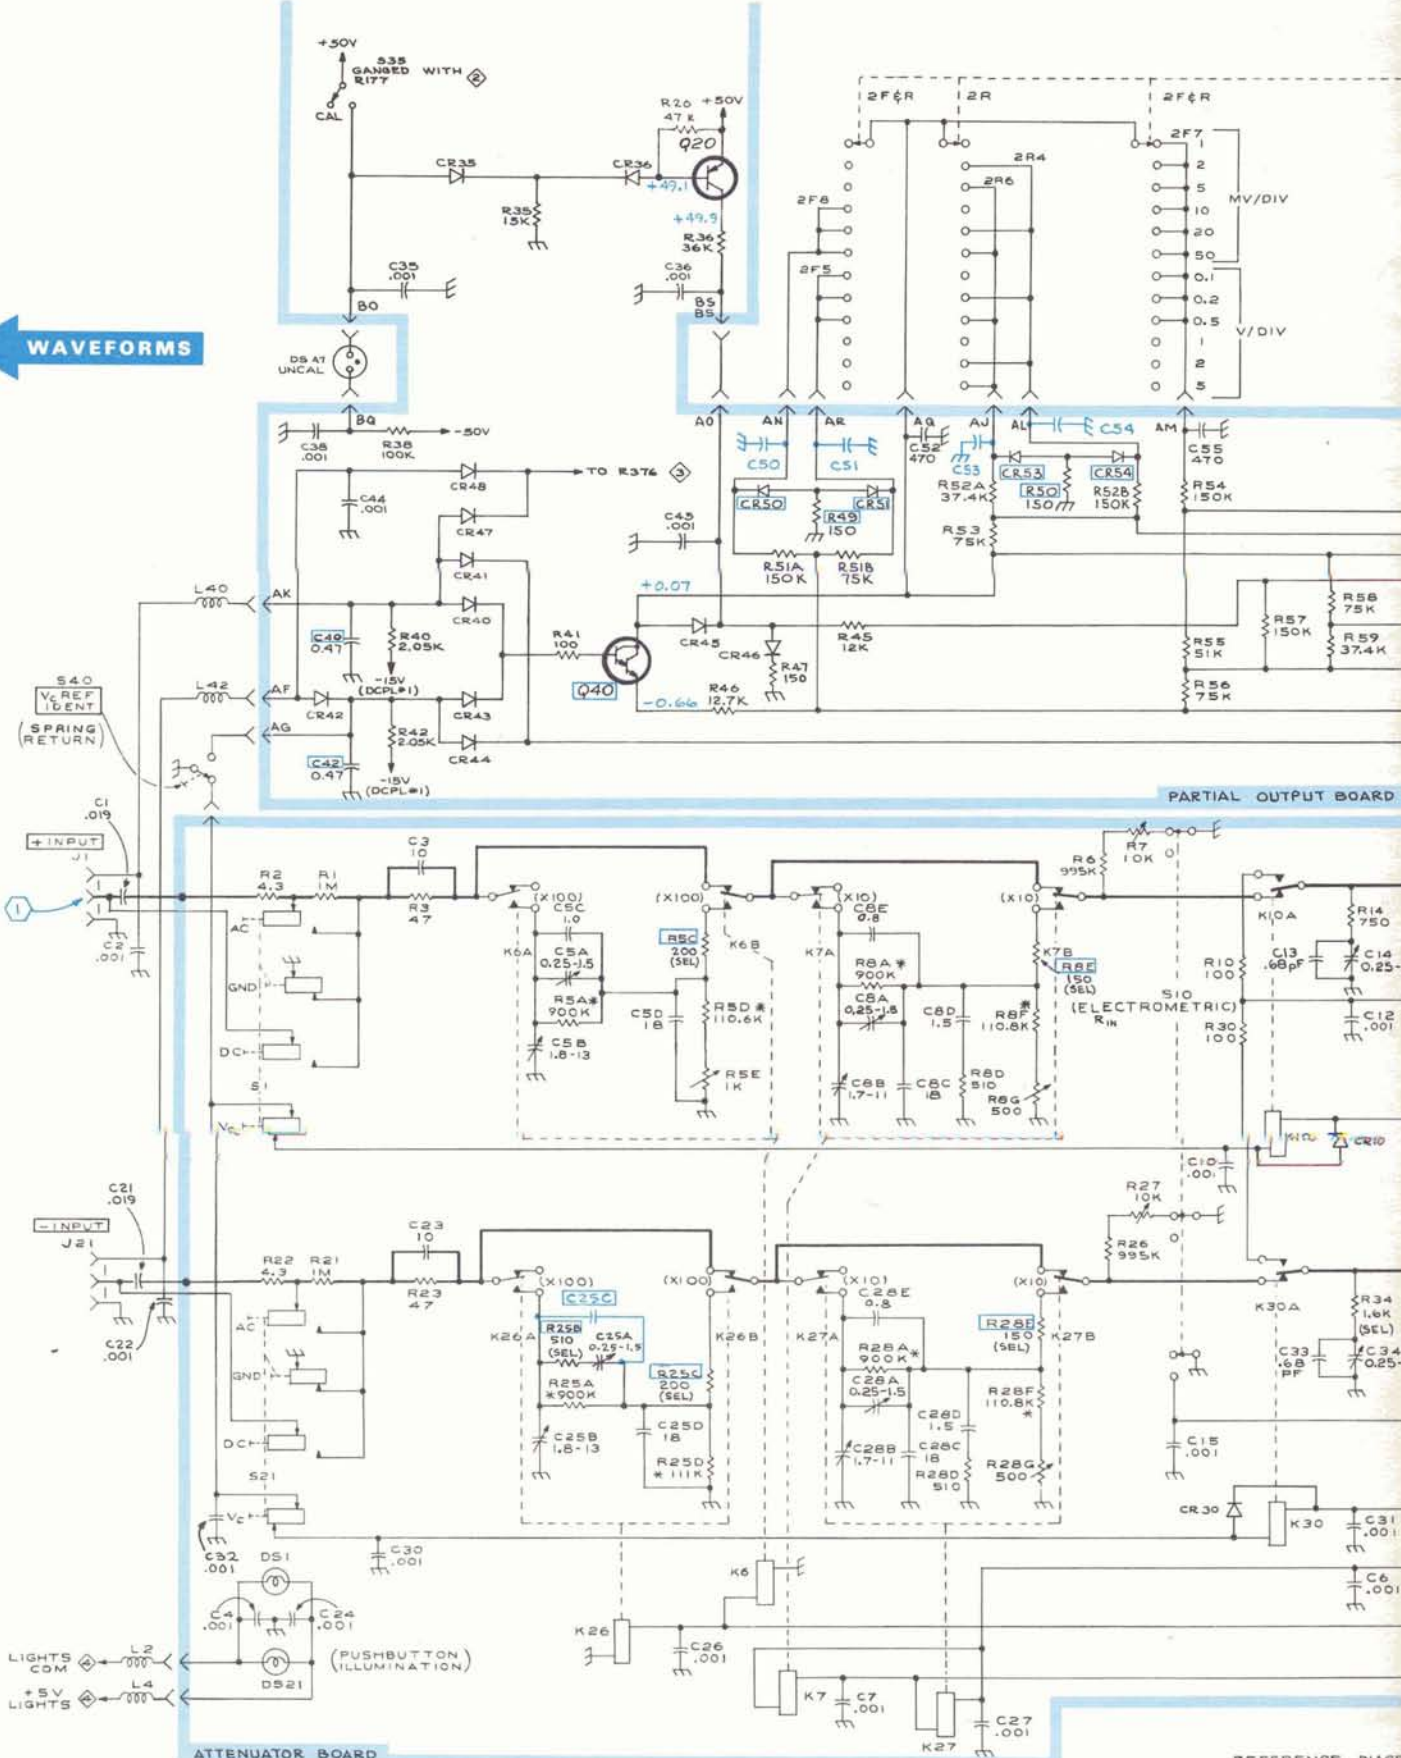 +50V
S35
GANGED WITH 2
R177
CAL
CR35
R35
15K
CR36
R20
47K
+50V
Q20
+49.1
+49.9
R36
36K
C35
.001
BO
C36
.001
BS
BS
WAVEFORMS
DS47
UNCAL
BQ
C38
.001
R38
100K
-50V
2F&R
2R
2F&R
2F7
2R4
2R6
2F8
2F5
1
2
5
10
20
50
MV/DIV
0.1
0.2
0.5
1
2
5
V/DIV
AO
AN
AR
AQ
AJ
AL
AM
C50
C51
C52
470
C53
C54
C55
470
CR50
R49
150
CR51
CR53
R50
150
CR54
R52A
37.4K
R52B
150K
R54
150K
R53
75K
R51A
150K
R51B
75K
C44
.001
CR48
TO R376 3
CR47
CR41
CR40
C45
.001
+0.07
L40
AK
C40
0.47
R40
2.05K
-15V
(DCPL#1)
R41
100
Q40
CR45
CR46
R47
150
R45
12K
R46
12.7K
-0.66
R55
51K
R56
75K
R57
150K
R58
75K
R59
37.4K
S40
VC REF
IDENT
(SPRING
RETURN)
L42
AF
AG
CR42
CR43
CR44
C42
0.47
R42
2.05K
-15V
(DCPL#1)
PARTIAL OUTPUT BOARD
C1
.019
+INPUT
J1
1
C2
.001
R2
4.3
R1
1M
C3
10
R3
47
AC
GND
DC
S1
VC
(X100)
C5C
1.0
K6A
C5A
0.25-1.5
R5A*
900K
C5B
1.8-13
(X100)
K6B
R5C
200
(SEL)
C5D
18
R5D*
110.6K
R5E
1K
(X10)
C8E
0.8
K7A
R8A*
900K
C8A
0.25-1.5
C8B
1.7-11
C8C
18
C8D
1.5
R8D
510
(X10)
K7B
R8E
150
(SEL)
R8F*
110.8K
R8G
500
R6
995K
R7
10K
K10A
R10
100
R30
100
S10
(ELECTROMETRIC)
RIN
R14
750
C13
.68pF
C14
0.25-
C12
.001
C10
.001
K10
CR10
C21
.019
-INPUT
J21
C22
.001
R22
4.3
R21
1M
C23
10
R23
47
AC
GND
DC
S21
VC
C32
.001
C30
.001
(X100)
C25C
K26A
R25B
510
(SEL)
C25A
0.25-1.5
R25A
*900K
C25B
1.8-13
(X100)
K26B
R25C
200
(SEL)
C25D
18
R25D
*111K
(X10)
C28E
0.8
K27A
R28A*
900K
C28A
0.25-1.5
C28B
1.7-11
C28C
18
C28D
1.5
R28D
510
(X10)
R28E
150
(SEL)
K27B
R28F
110.8K
*
R28G
500
R26
995K
R27
10K
K30A
R34
1.6K
(SEL)
C33
.68
PF
C34
0.25-
C15
.001
CR30
K30
C31
.001
C6
.001
DS1
C4
.001
C24
.001
DS21
(PUSHBUTTON
ILLUMINATION)
LIGHTS
COM
4
L2
+5V
LIGHTS
4
L4
K26
C26
.001
K6
K7
C7
.001
K27
C27
.001
ATTENUATOR BOARD